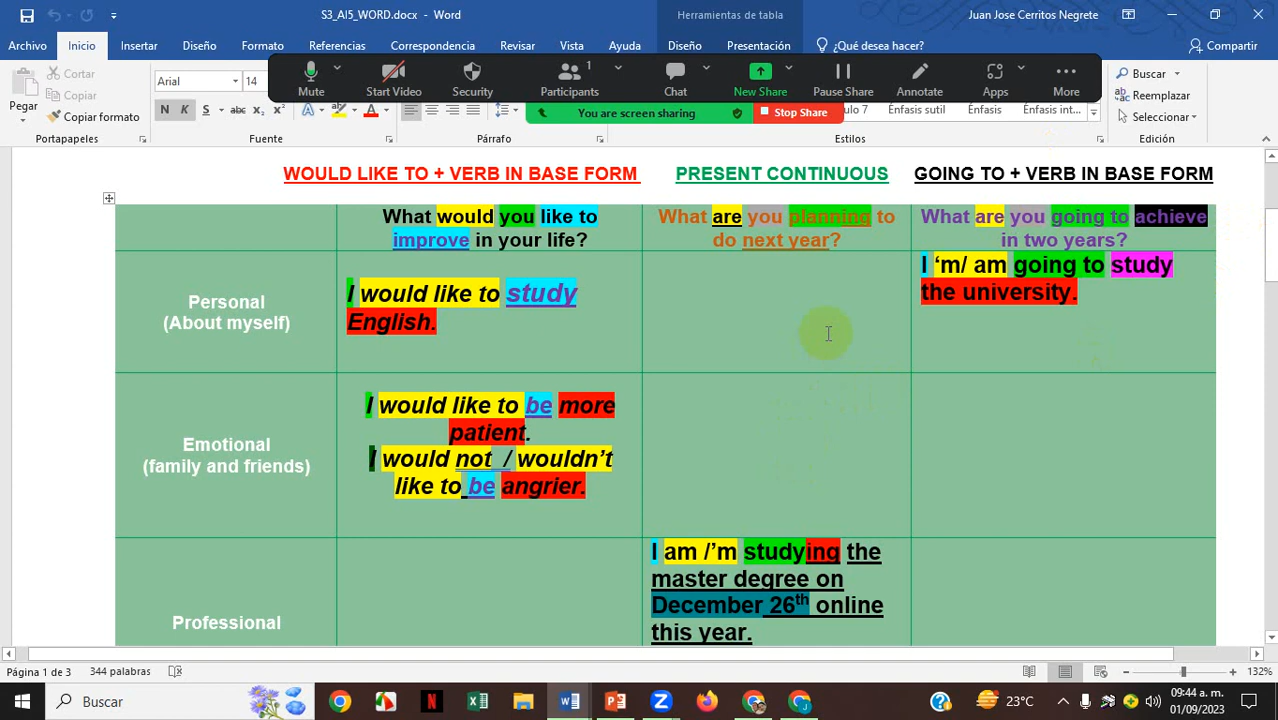 S3_AI5_WORD.docx - Word
Herramientas de tabla
Juan Jose Cerritos Negrete
Archivo Inicio Insertar Diseño Formato Referencias Correspondencia Revisar Vista Ayuda Diseño Presentación ¿Qué desea hacer? Compartir
Pegar
Cortar
Copiar
Copiar formato
Portapapeles
Arial 14
N K S abc
Fuente
Párrafo
Mute Start Video Security Participants 1 Chat New Share Pause Share Annotate Apps More
You are screen sharing Stop Share
ulo 7 Énfasis sutil Énfasis Énfasis int...
Estilos
Buscar
Reemplazar
Seleccionar
Edición
WOULD LIKE TO + VERB IN BASE FORM
PRESENT CONTINUOUS
GOING TO + VERB IN BASE FORM
What would you like to
improve in your life?
What are you planning to
do next year?
What are you going to achieve
in two years?
Personal
(About myself)
I would like to study
English.
I ‘m/ am going to study
the university.
Emotional
(family and friends)
I would like to be more
patient.
I would not / wouldn’t
like to be angrier.
Professional
I am /’m studying the
master degree on
December 26th online
this year.
Página 1 de 3 344 palabras 132%
Buscar
23°C
09:44 a. m.
01/09/2023